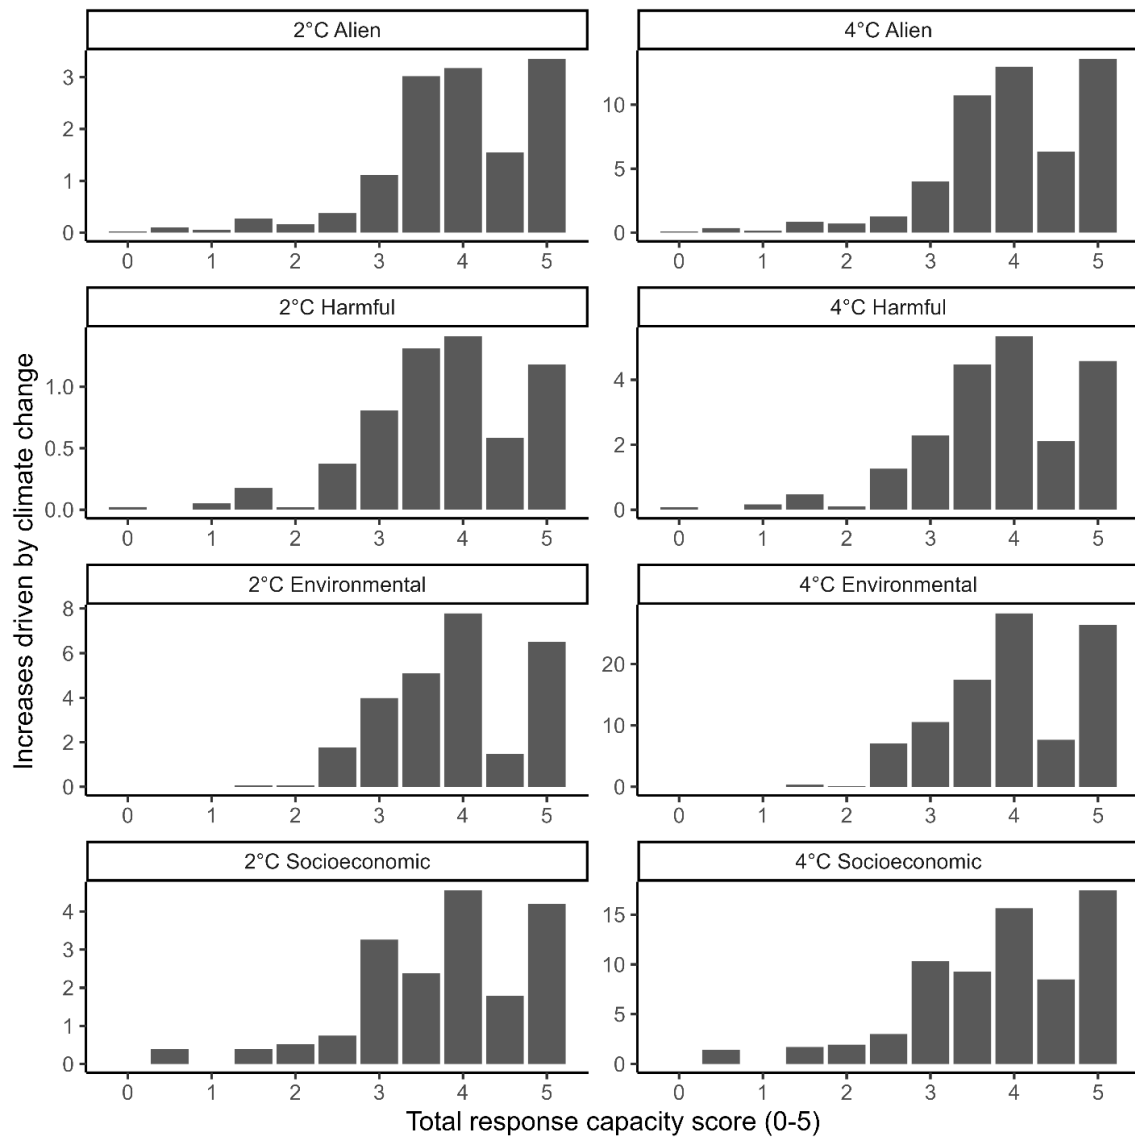 2°C Alien
4°C Alien
3
2
1
0
10
5
0
0 1 2 3 4 5
0 1 2 3 4 5
2°C Harmful
4°C Harmful
1.0
0.5
0.0
4
2
0
0 1 2 3 4 5
0 1 2 3 4 5
2°C Environmental
4°C Environmental
8
6
4
2
0
20
10
0
0 1 2 3 4 5
0 1 2 3 4 5
2°C Socioeconomic
4°C Socioeconomic
4
3
2
1
0
15
10
5
0
0 1 2 3 4 5
0 1 2 3 4 5
Increases driven by climate change
Total response capacity score (0-5)